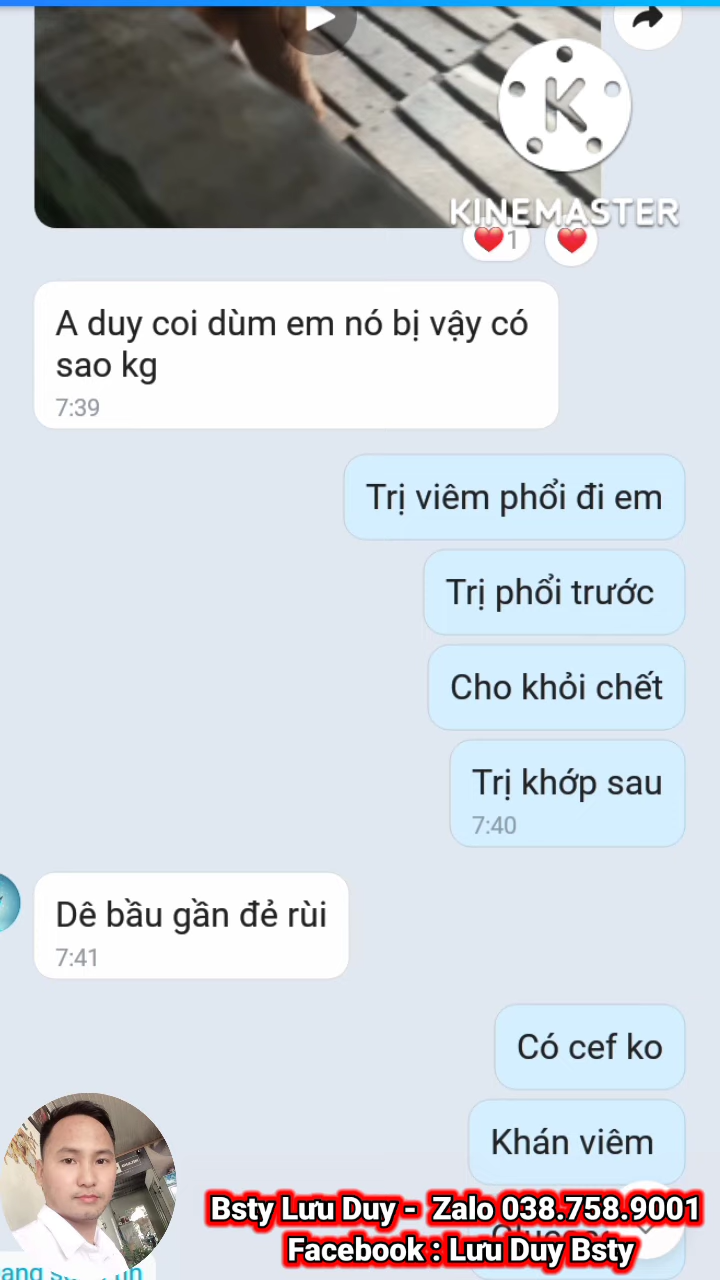 K
KINEMASTER
1
A duy coi dùm em nó bị vậy có
sao kg
7:39
Trị viêm phổi đi em
Trị phổi trước
Cho khỏi chết
Trị khớp sau
7:40
Dê bầu gần đẻ rùi
7:41
Có cef ko
Khán viêm
Bsty Lưu Duy - Zalo 038.758.9001
Facebook : Lưu Duy Bsty